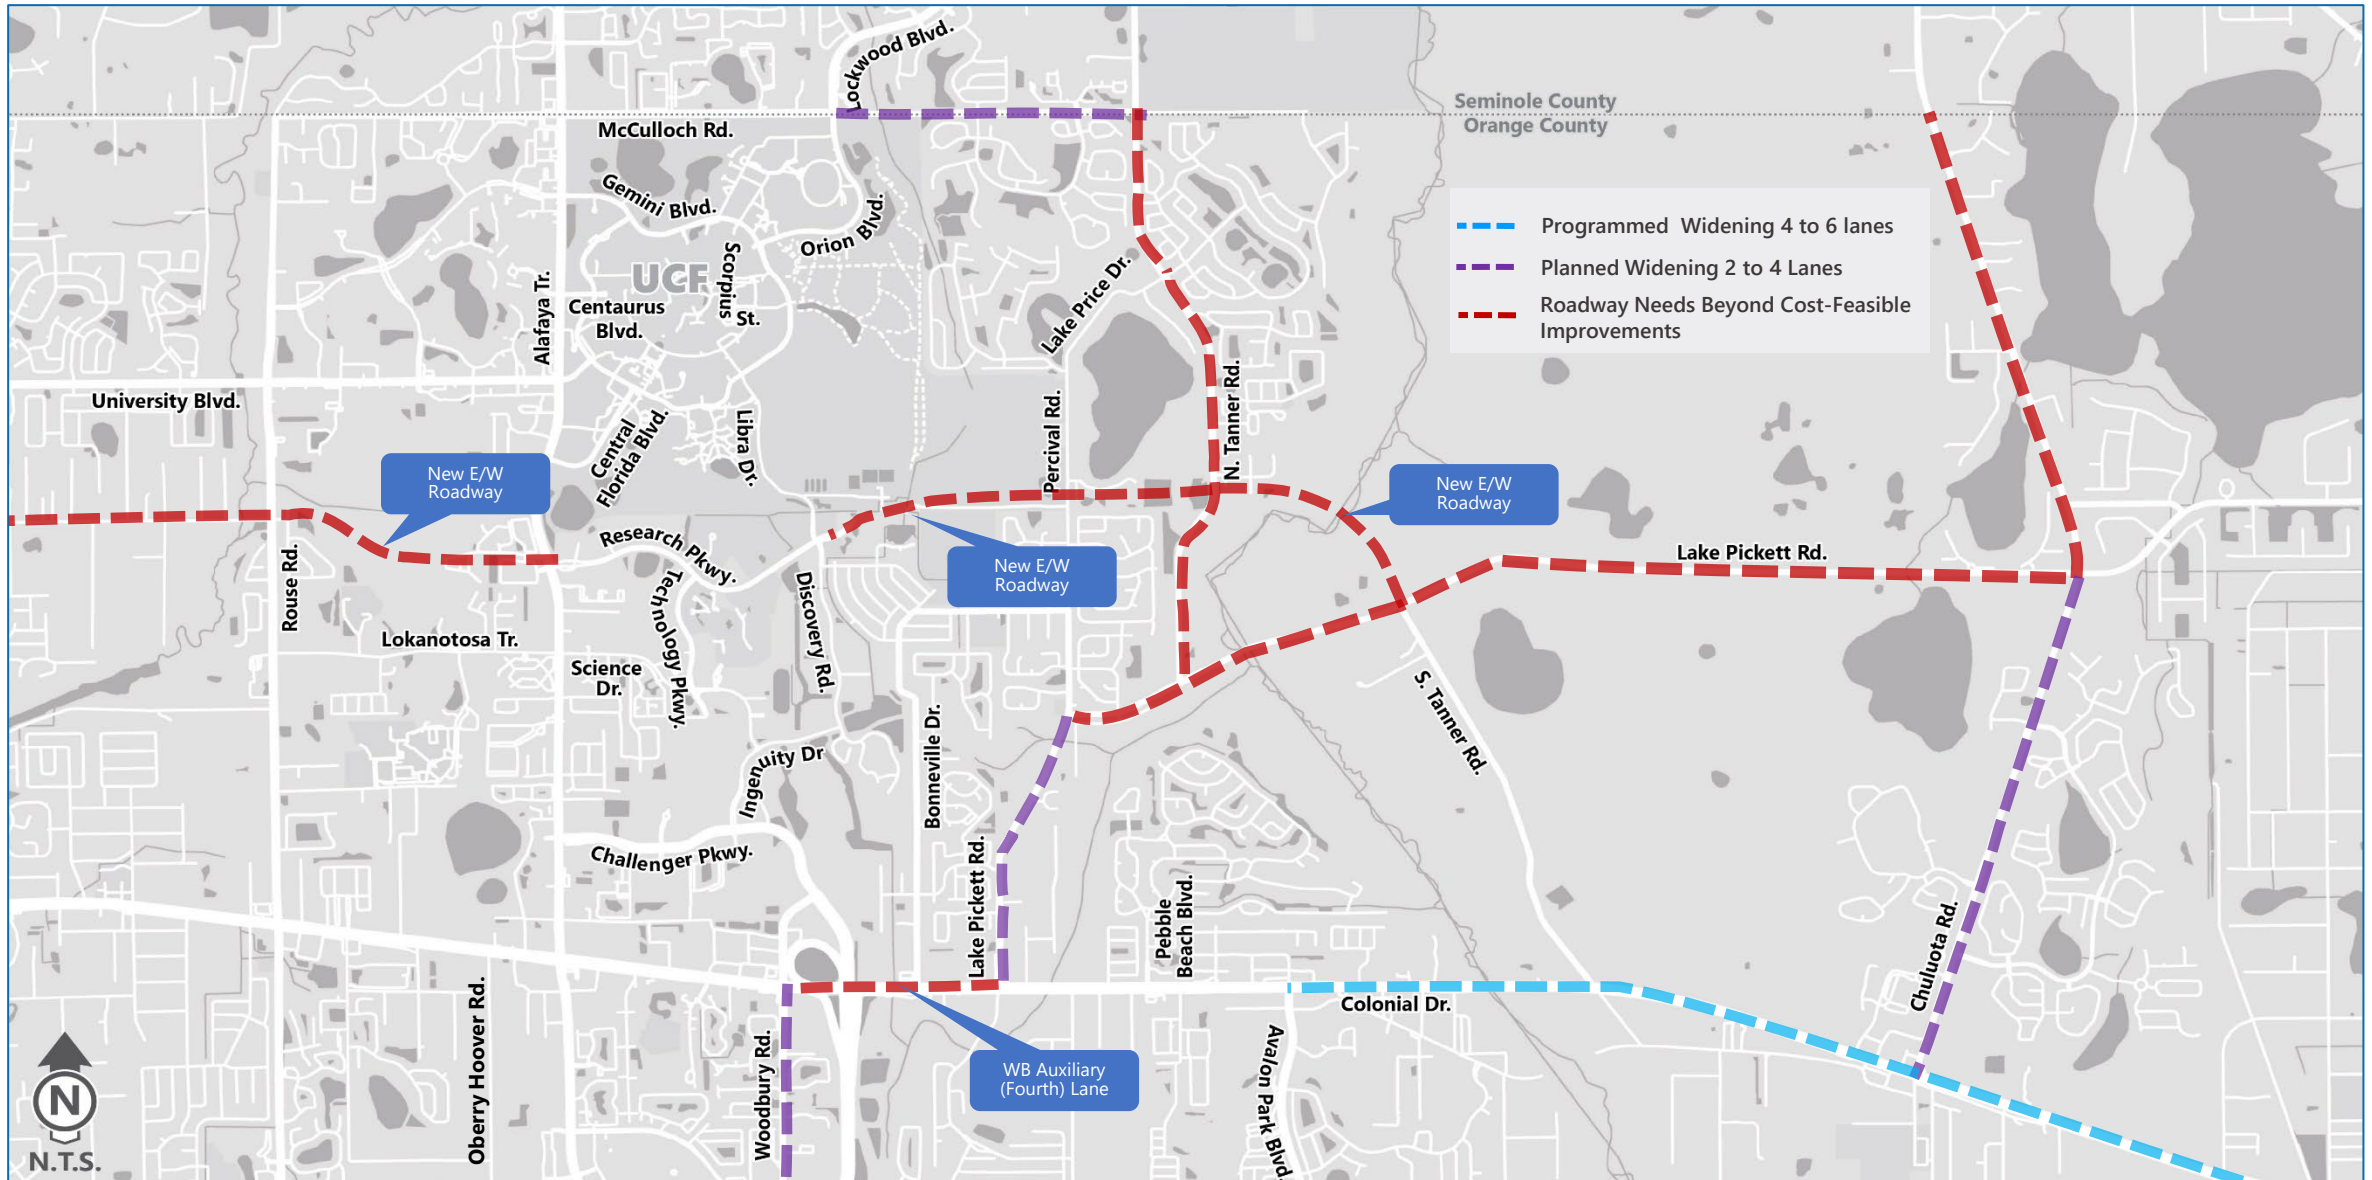 Lockwood Blvd.
Seminole County
Orange County
McCulloch Rd.
Gemini Blvd.
Orion Blvd.
Scorpius
St.
UCF
Centaurus
Blvd.
Alafaya Tr.
Lake Price Dr.
Programmed  Widening 4 to 6 lanes
Planned Widening 2 to 4 Lanes
Roadway Needs Beyond Cost-Feasible
Improvements
University Blvd.
Central
Florida Blvd.
Libra Dr.
Percival Rd.
N. Tanner Rd.
New E/W
Roadway
New E/W
Roadway
New E/W
Roadway
Rouse Rd.
Research Pkwy.
Technology Pkwy.
Discovery Rd.
Lake Pickett Rd.
Lokanotosa Tr.
Science
Dr.
S. Tanner Rd.
Ingenuity Dr
Bonneville Dr.
Challenger Pkwy.
Lake Pickett Rd.
Pebble
Beach Blvd.
Chuluota Rd.
Colonial Dr.
Oberry Hoover Rd.
Woodbury Rd.
WB Auxiliary
(Fourth) Lane
Avalon Park Blvd.
N
N.T.S.